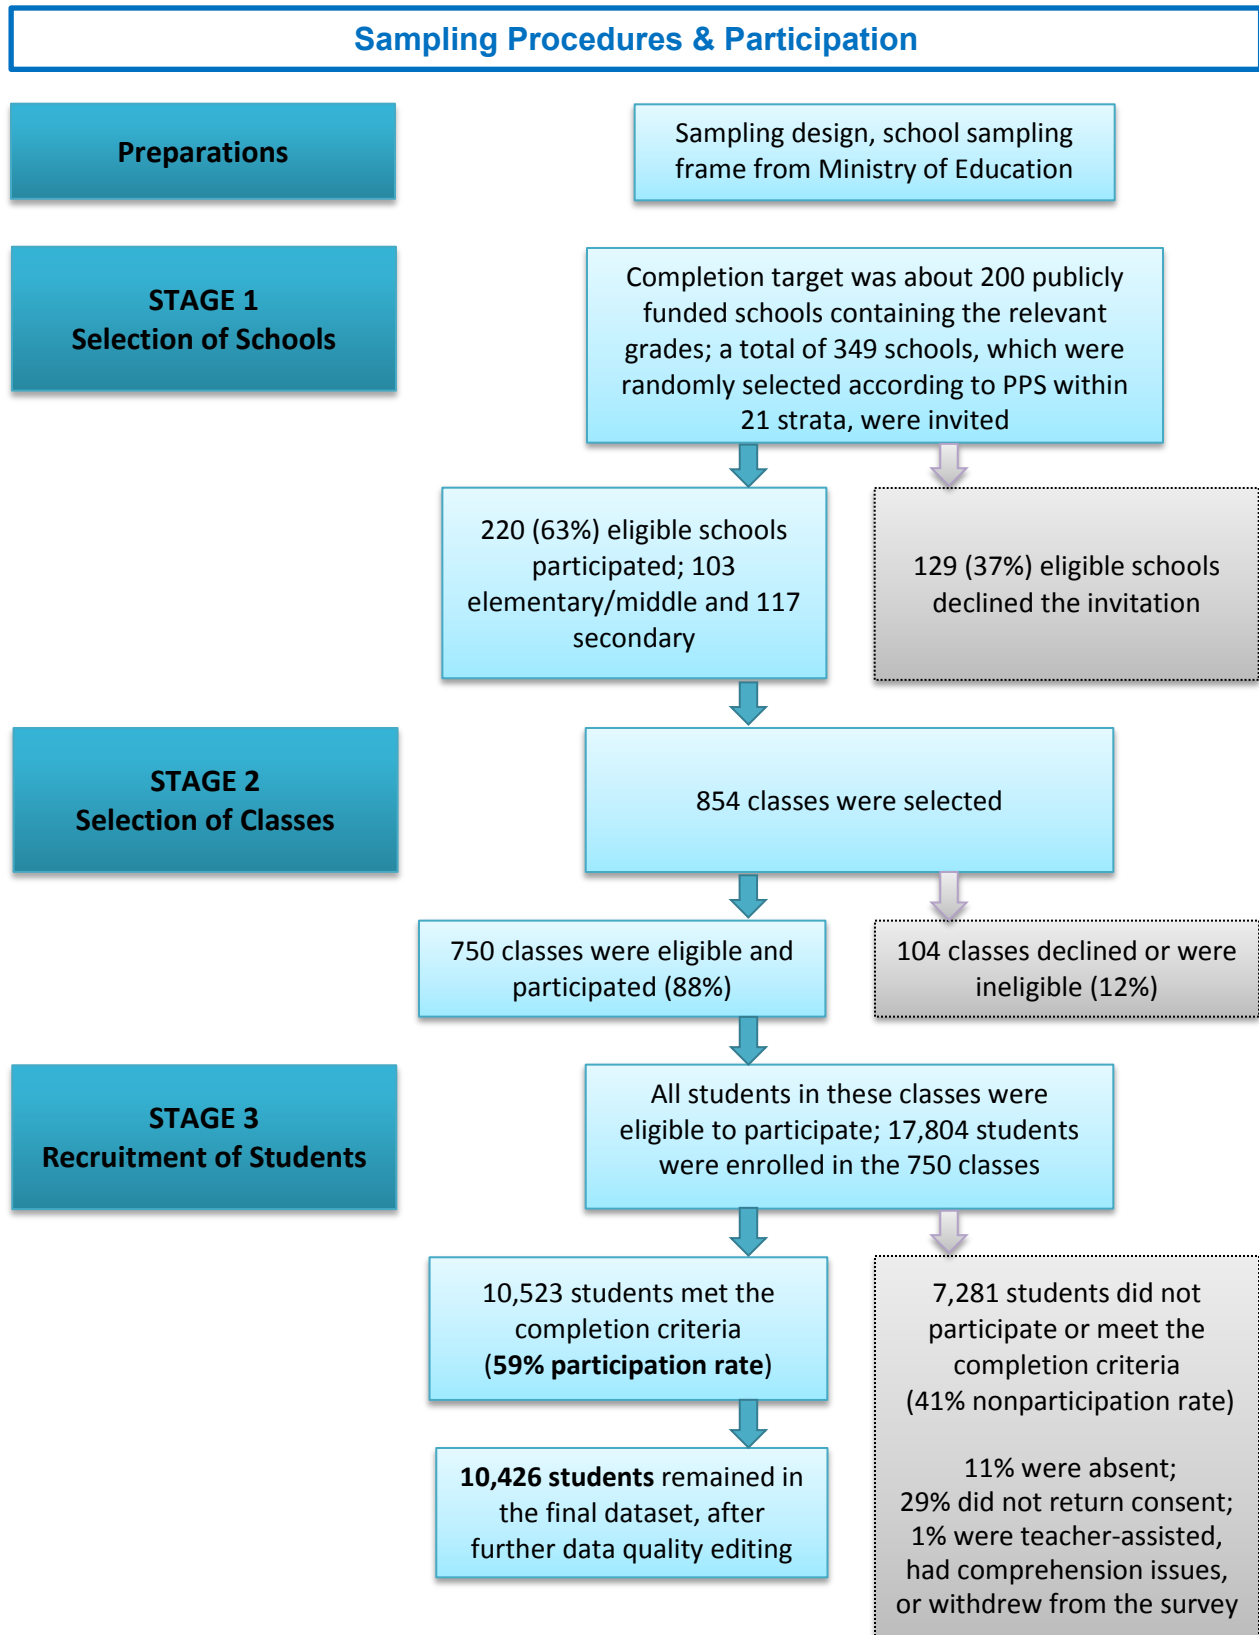 Sampling Procedures & Participation
Preparations
Sampling design, school sampling
frame from Ministry of Education
STAGE 1
Selection of Schools
Completion target was about 200 publicly
funded schools containing the relevant
grades; a total of 349 schools, which were
randomly selected according to PPS within
21 strata, were invited
220 (63%) eligible schools
participated; 103
elementary/middle and 117
secondary
129 (37%) eligible schools
declined the invitation
STAGE 2
Selection of Classes
854 classes were selected
750 classes were eligible and
participated (88%)
104 classes declined or were
ineligible (12%)
STAGE 3
Recruitment of Students
All students in these classes were
eligible to participate; 17,804 students
were enrolled in the 750 classes
10,523 students met the
completion criteria
(59% participation rate)
7,281 students did not
participate or meet the
completion criteria
(41% nonparticipation rate)
11% were absent;
29% did not return consent;
1% were teacher-assisted,
had comprehension issues,
or withdrew from the survey
10,426 students remained in
the final dataset, after
further data quality editing